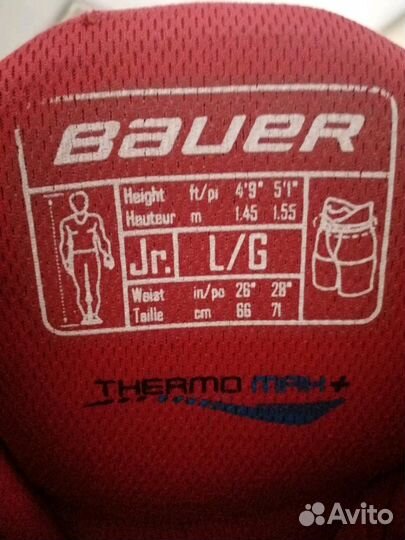 BAUER
Height ft/pi 4'9" 5'1"
Hauteur m 1.45 1.55
Jr. L/G
Waist in/po 26" 28"
Taille cm 66 71
THERMO MAX+
Avito